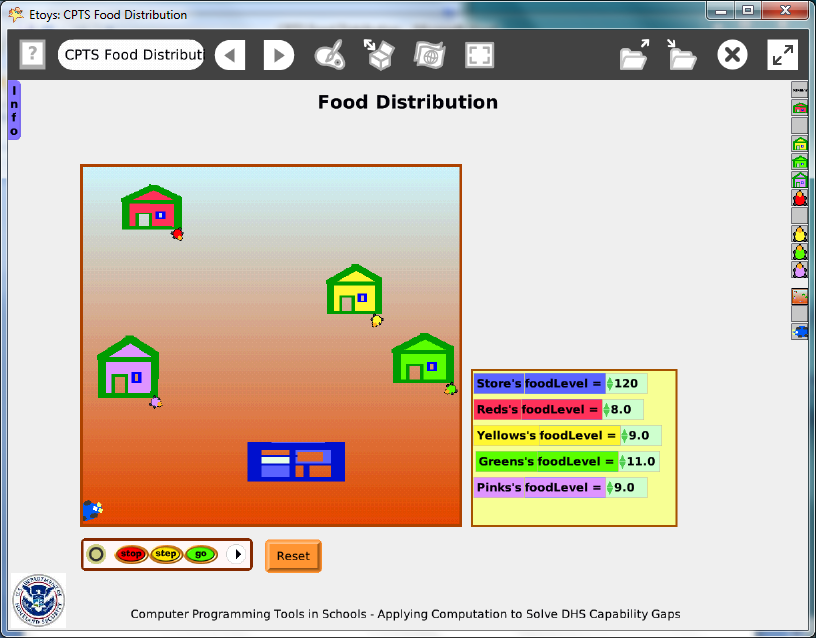 Etoys: CPTS Food Distribution
?
CPTS Food Distributi
Info
Food Distribution
Store's foodLevel = 120
Reds's foodLevel = 8.0
Yellows's foodLevel = 9.0
Greens's foodLevel = 11.0
Pinks's foodLevel = 9.0
stop step go
Reset
Computer Programming Tools in Schools - Applying Computation to Solve DHS Capability Gaps